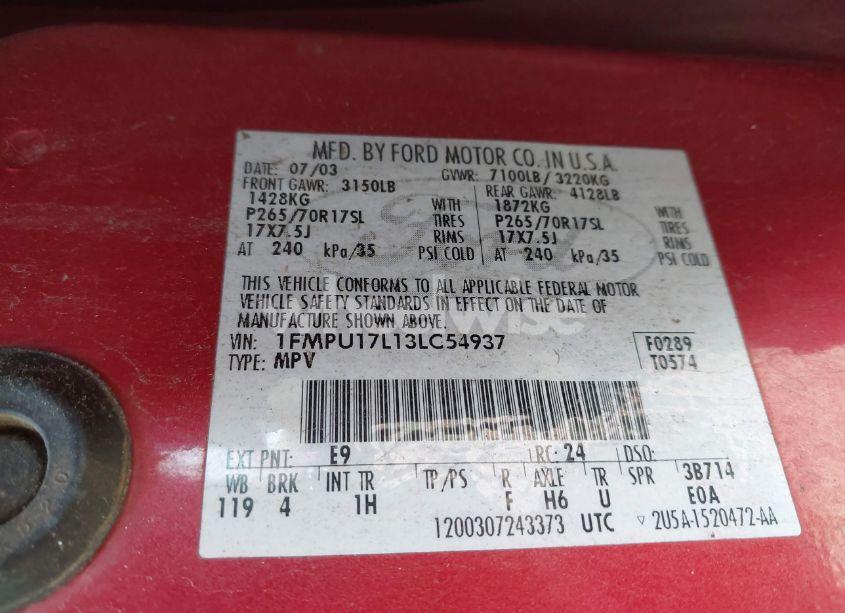 MFD. BY FORD MOTOR CO. IN U.S.A.
DATE: 07/03 GVWR: 7100LB / 3220KG
FRONT GAWR: 3150LB REAR GAWR: 4128LB
1428KG WITH 1872KG WITH
P265/70R17SL TIRES P265/70R17SL TIRES
17X7.5J RIMS 17X7.5J RIMS
AT 240 kPa/35 PSI COLD AT 240 kPa/35 PSI COLD
THIS VEHICLE CONFORMS TO ALL APPLICABLE FEDERAL MOTOR
VEHICLE SAFETY STANDARDS IN EFFECT ON THE DATE OF
MANUFACTURE SHOWN ABOVE.
VIN: 1FMPU17L13LC54937 F0289
TYPE: MPV T0574
EXT PNT: E9 RC: 24 DSO:
WB BRK INT TR TP/PS R AXLE TR SPR 3B714
119 4 1H F H6 U E0A
1200307243373 UTC ▽ 2U5A-1520472-AA